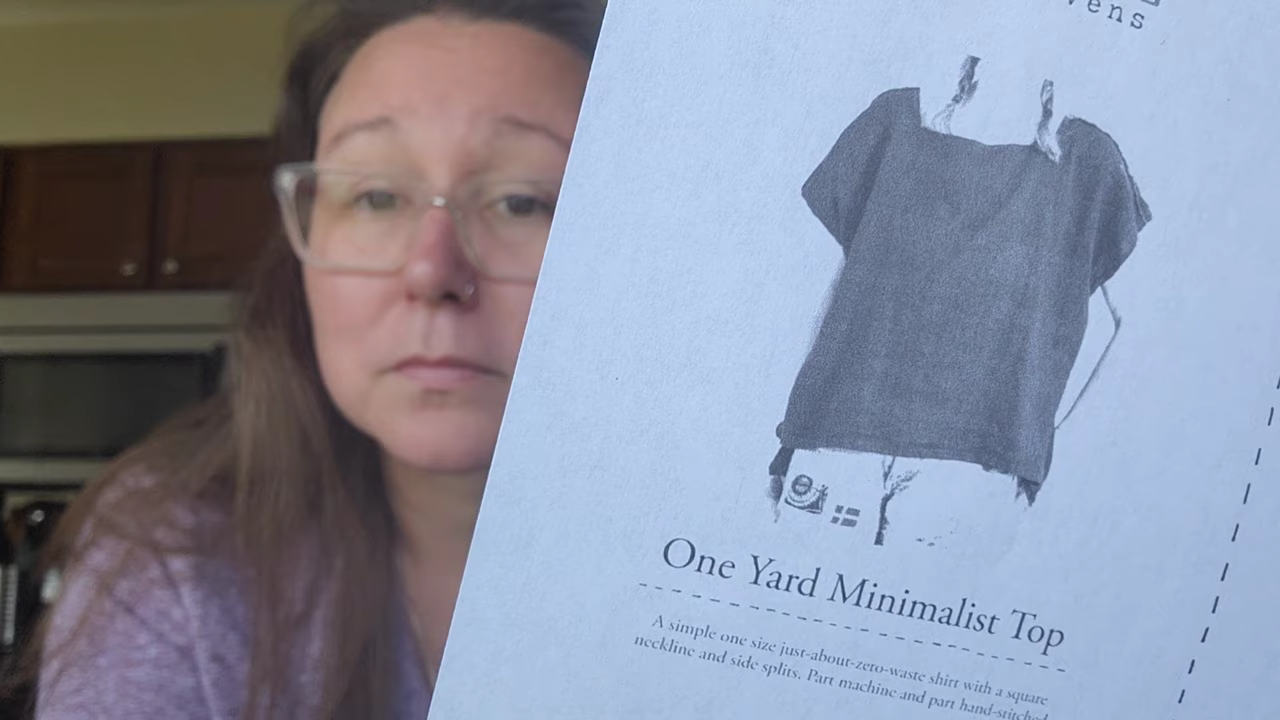 vens
One Yard Minimalist Top
A simple one size just-about-zero-waste shirt with a square
neckline and side splits. Part machine and part hand-stitched